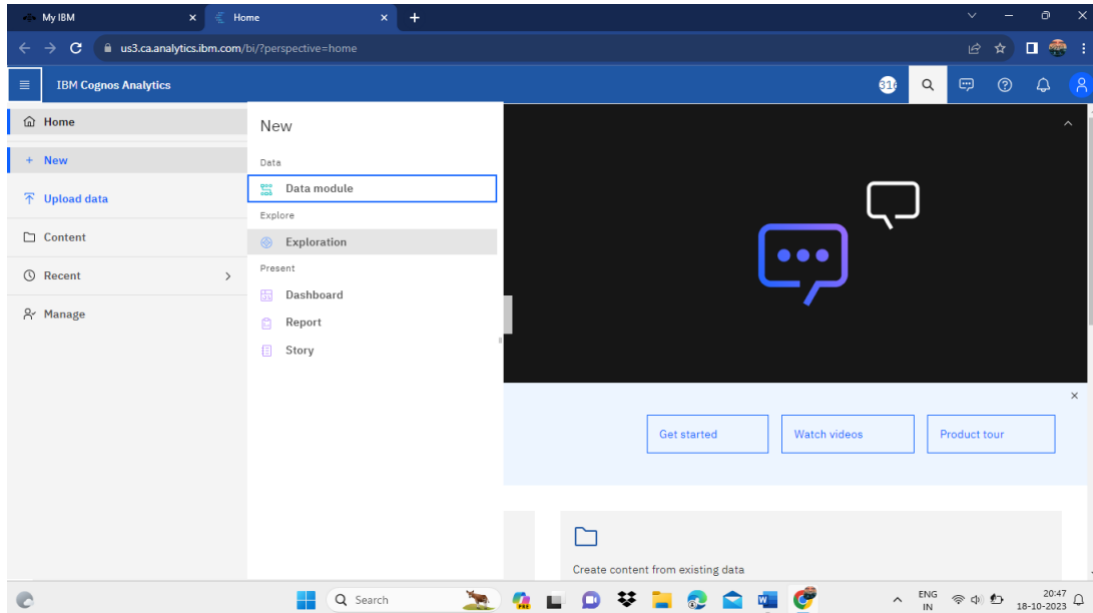 My IBM
Home
us3.ca.analytics.ibm.com/bi/?perspective=home
IBM Cognos Analytics
Home
New
New
Data
Upload data
Data module
Explore
Content
Exploration
Recent
Present
Manage
Dashboard
Report
Story
Get started
Watch videos
Product tour
Create content from existing data
Search
PRE
ENG
IN
20:47
18-10-2023